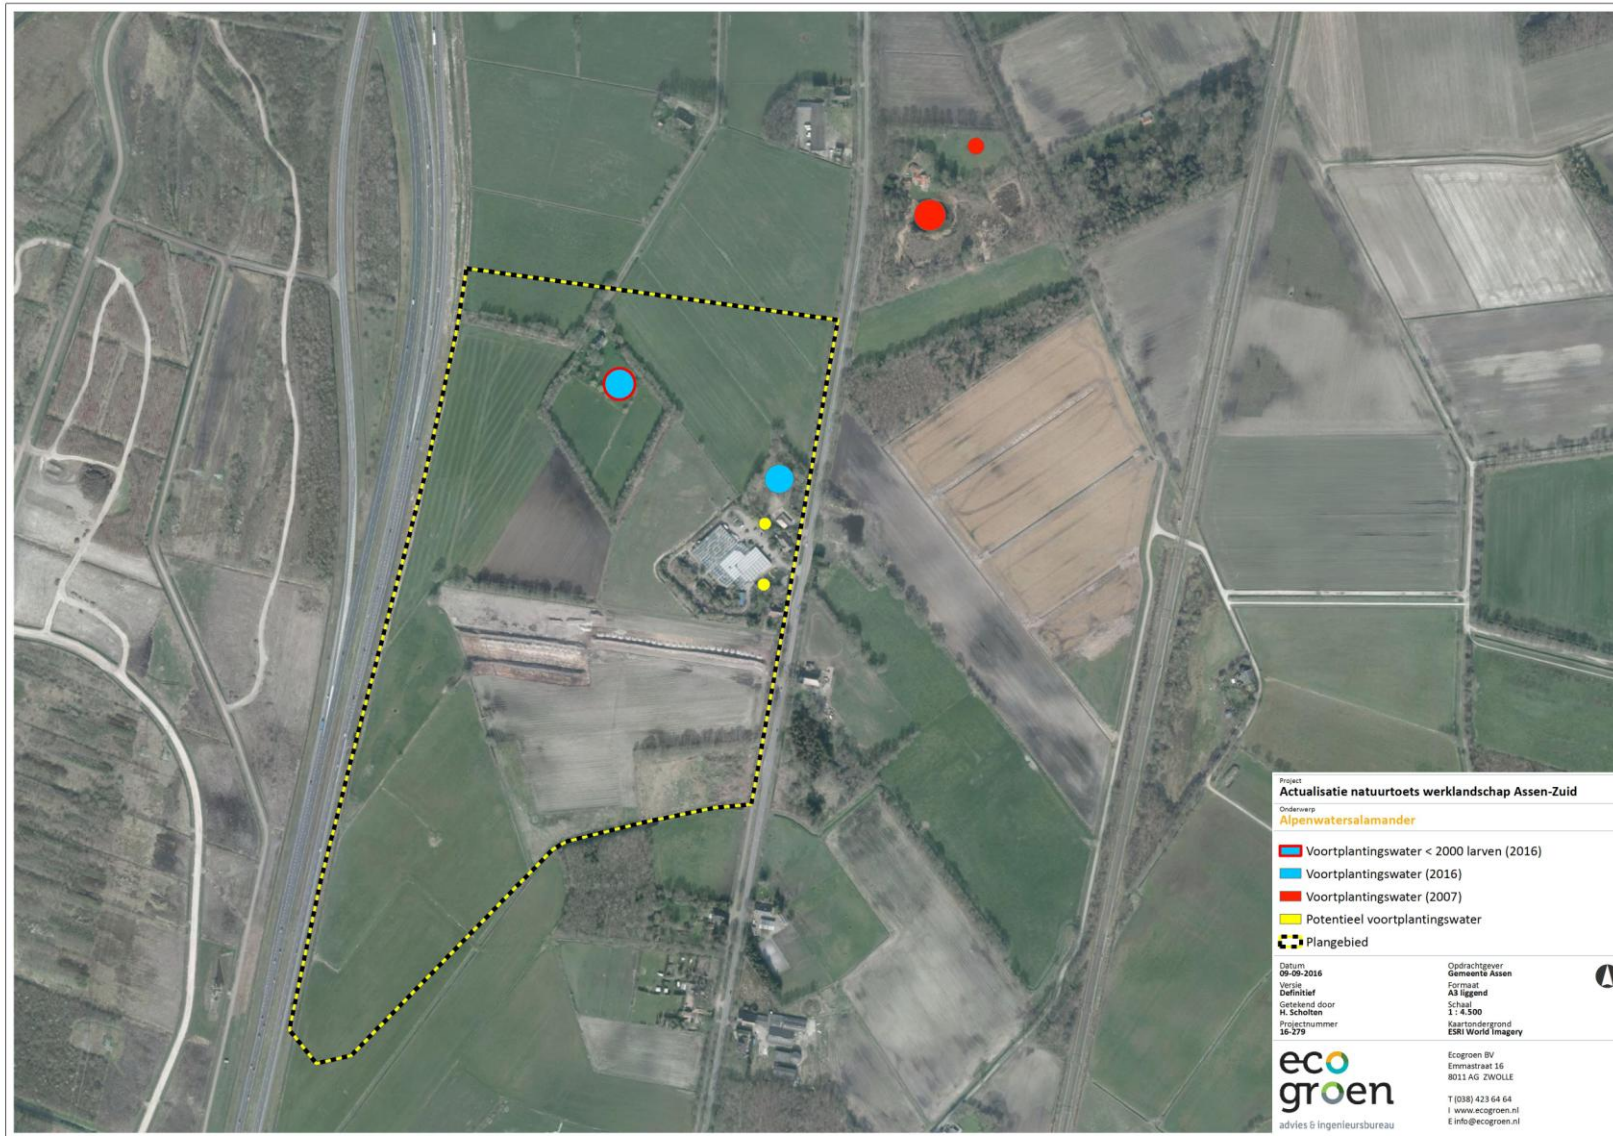 Project
Actualisatie natuurtoets werklandschap Assen-Zuid
Onderwerp
Alpenwatersalamander
Voortplantingswater < 2000 larven (2016)
Voortplantingswater (2016)
Voortplantingswater (2007)
Potentieel voortplantingswater
Plangebied
Datum
09-09-2016
Versie
Definitief
Getekend door
H. Scholten
Projectnummer
16-279
Opdrachtgever
Gemeente Assen
Formaat
A3 liggend
Schaal
1 : 4.500
Kaartondergrond
ESRI World Imagery
eco
groen
advies & ingenieursbureau
Ecogroen BV
Emmastraat 16
8011 AG ZWOLLE
T (038) 423 64 64
I www.ecogroen.nl
E info@ecogroen.nl